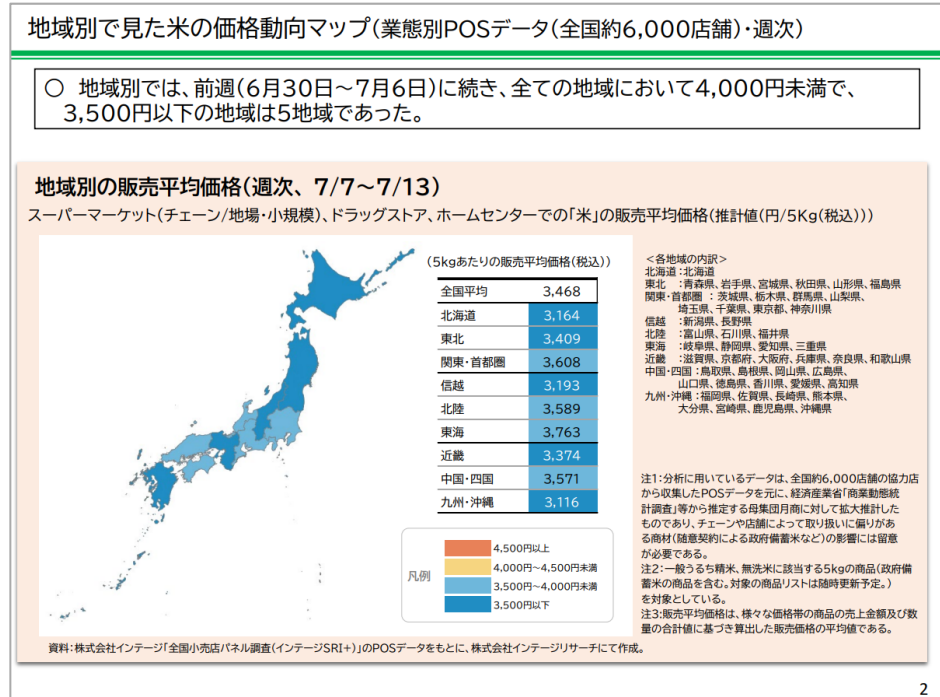 地域別で見た米の価格動向マップ(業態別POSデータ(全国約6,000店舗)・週次)
○ 地域別では、前週(6月30日～7月6日)に続き、全ての地域において4,000円未満で、
3,500円以下の地域は5地域であった。
地域別の販売平均価格(週次、7/7～7/13)
スーパーマーケット(チェーン/地場・小規模)、ドラッグストア、ホームセンターでの「米」の販売平均価格(推計値(円/5Kg(税込)))
(5kgあたりの販売平均価格(税込))
全国平均 3,468
北海道 3,164
東北 3,409
関東・首都圏 3,608
信越 3,193
北陸 3,589
東海 3,763
近畿 3,374
中国・四国 3,571
九州・沖縄 3,116
凡例
4,500円以上
4,000円～4,500円未満
3,500円～4,000円未満
3,500円以下
＜各地域の内訳＞
北海道:北海道
東北 :青森県、岩手県、宮城県、秋田県、山形県、福島県
関東・首都圏 : 茨城県、栃木県、群馬県、山梨県、
埼玉県、千葉県、東京都、神奈川県
信越 :新潟県、長野県
北陸 :富山県、石川県、福井県
東海 :岐阜県、静岡県、愛知県、三重県
近畿 :滋賀県、京都府、大阪府、兵庫県、奈良県、和歌山県
中国・四国 :鳥取県、島根県、岡山県、広島県、
山口県、徳島県、香川県、愛媛県、高知県
九州・沖縄 :福岡県、佐賀県、長崎県、熊本県、
大分県、宮崎県、鹿児島県、沖縄県
注1:分析に用いているデータは、全国約6,000店舗の協力店
から収集したPOSデータを元に、経済産業省「商業動態統
計調査」等から推定する母集団月商に対して拡大推計した
ものであり、チェーンや店舗によって取り扱いに偏りがあ
る商材(随意契約による政府備蓄米など)の影響には留意
が必要である。
注2:一般うるち精米、無洗米に該当する5kgの商品(政府備
蓄米の商品を含む。対象の商品リストは随時更新予定。)
を対象としている。
注3:販売平均価格は、様々な価格帯の商品の売上金額及び数
量の合計値に基づき算出した販売価格の平均値である。
資料:株式会社インテージ「全国小売店パネル調査(インテージSRI+)」のPOSデータをもとに、株式会社インテージリサーチにて作成。
2